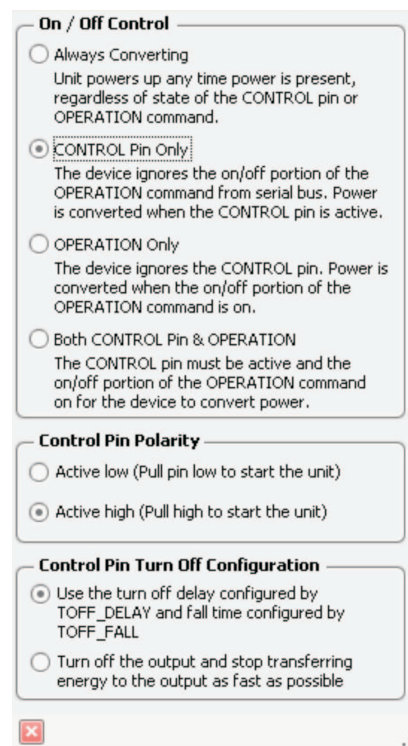 On / Off Control
Always Converting
Unit powers up any time power is present,
regardless of state of the CONTROL pin or
OPERATION command.
CONTROL Pin Only
The device ignores the on/off portion of the
OPERATION command from serial bus. Power
is converted when the CONTROL pin is active.
OPERATION Only
The device ignores the CONTROL pin. Power is
converted when the on/off portion of the
OPERATION command is on.
Both CONTROL Pin & OPERATION
The CONTROL pin must be active and the
on/off portion of the OPERATION command
on for the device to convert power.
Control Pin Polarity
Active low (Pull pin low to start the unit)
Active high (Pull high to start the unit)
Control Pin Turn Off Configuration
Use the turn off delay configured by
TOFF_DELAY and fall time configured by
TOFF_FALL
Turn off the output and stop transferring
energy to the output as fast as possible